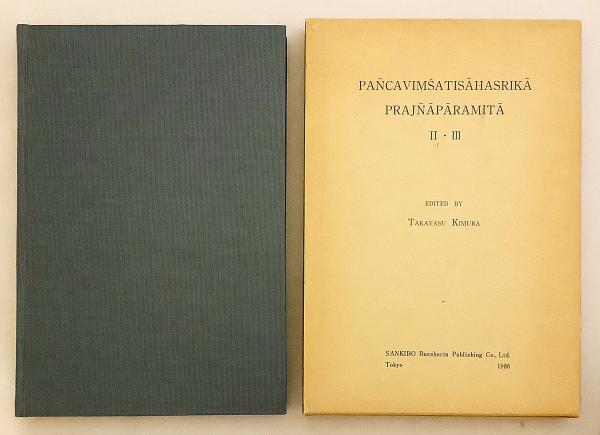 PAÑCAVIMŚATISĀHASRIKĀ
PRAJÑĀPĀRAMITĀ
II · III
EDITED BY
TAKAYASU KIMURA
SANKIBO Busshorin Publishing Co., Ltd.
Tokyo 1986